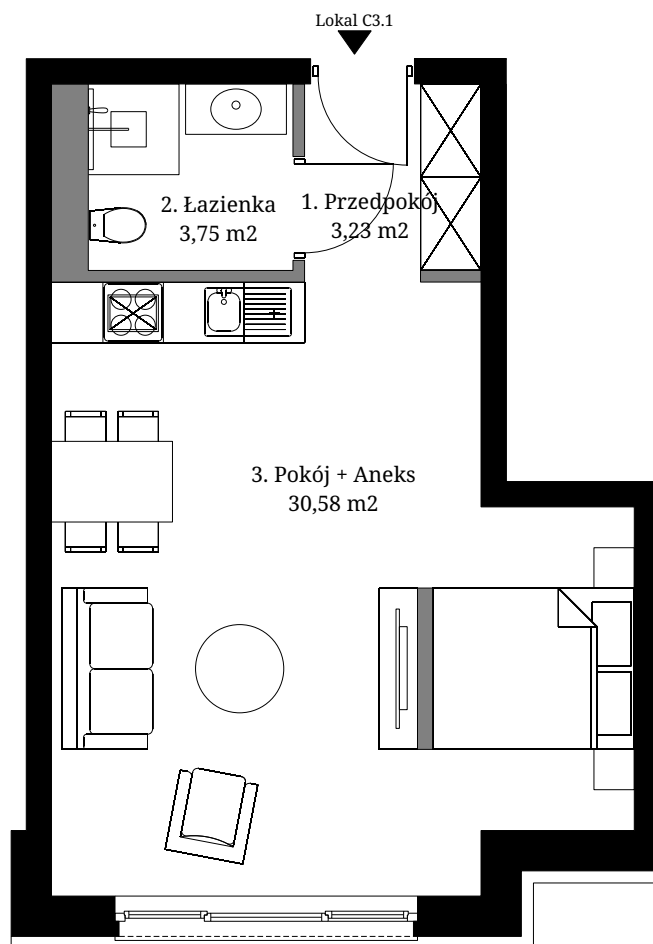 Lokal C3.1
2. Łazienka
3,75 m2
1. Przedpokój
3,23 m2
3. Pokój + Aneks
30,58 m2